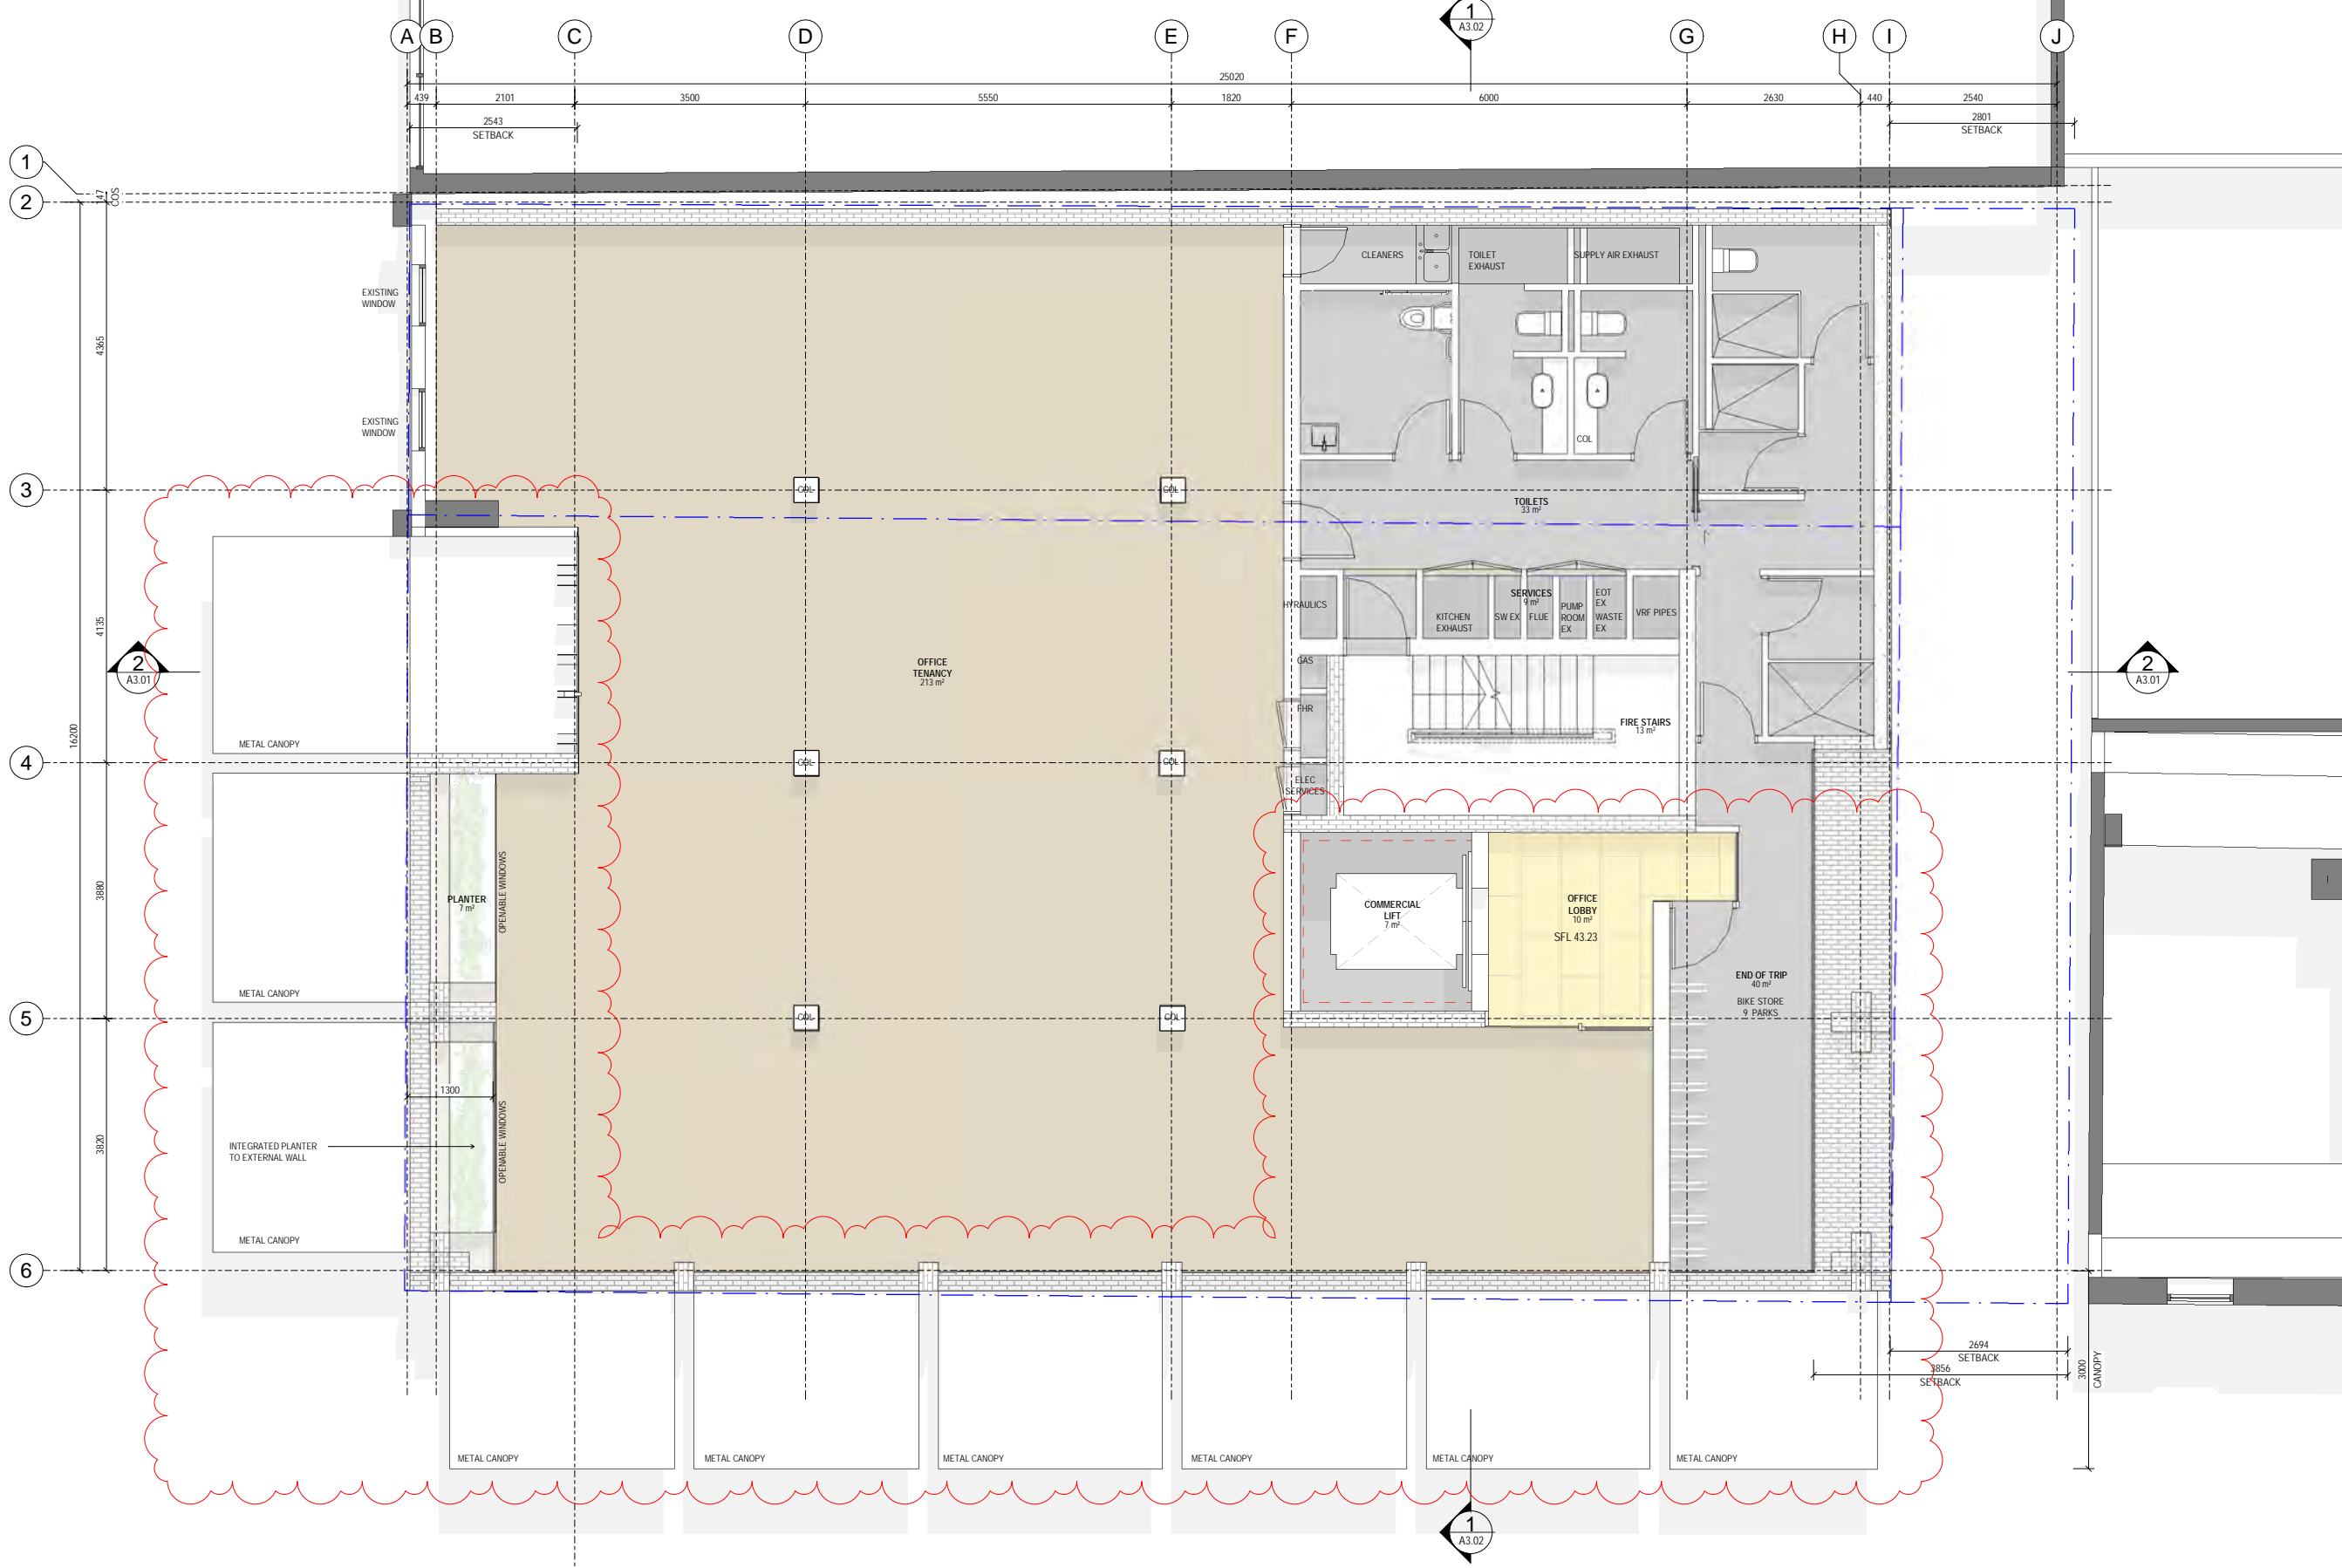 1
A3.02
A
B
C
D
E
F
G
H
I
J
25020
439
2101
3500
5550
1820
6000
2630
440
2540
2543
SETBACK
2801
SETBACK
1
2
3
4
5
6
47
COS
4365
4135
16200
3880
3820
EXISTING
WINDOW
EXISTING
WINDOW
CLEANERS
TOILET
EXHAUST
SUPPLY AIR EXHAUST
COL
COL
COL
TOILETS
33 m²
HYRAULICS
KITCHEN
EXHAUST
SERVICES
9 m²
SW EX
FLUE
PUMP
ROOM
EX
EOT
EX
WASTE
EX
VRF PIPES
OFFICE
TENANCY
213 m²
GAS
FHR
FIRE STAIRS
13 m²
2
A3.01
2
A3.01
METAL CANOPY
COL
COL
ELEC
SERVICES
PLANTER
7 m²
OPENABLE WINDOWS
COMMERCIAL
LIFT
7 m²
OFFICE
LOBBY
10 m²
SFL 43.23
END OF TRIP
40 m²
BIKE STORE
9 PARKS
METAL CANOPY
COL
COL
1300
INTEGRATED PLANTER
TO EXTERNAL WALL
OPENABLE WINDOWS
METAL CANOPY
2694
SETBACK
3856
SETBACK
3000
CANOPY
METAL CANOPY
METAL CANOPY
METAL CANOPY
METAL CANOPY
METAL CANOPY
METAL CANOPY
1
A3.02
I